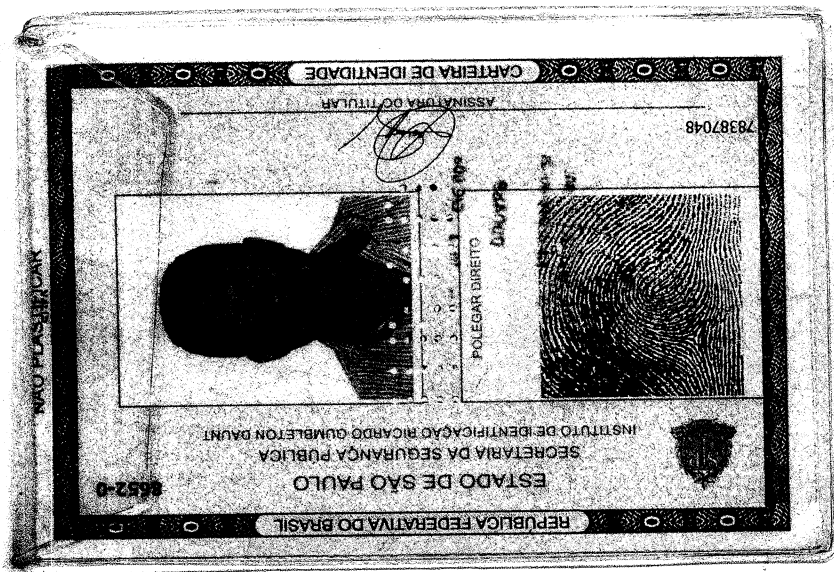 REPÚBLICA FEDERATIVA DO BRASIL
ESTADO DE SÃO PAULO
8652-0
SECRETARIA DA SEGURANÇA PÚBLICA
INSTITUTO DE IDENTIFICAÇÃO RICARDO GUMBLETON DAUNT
POLEGAR DIREITO
78387048
ASSINATURA DO TITULAR
CARTEIRA DE IDENTIDADE
NÃO PLASTIFICAR